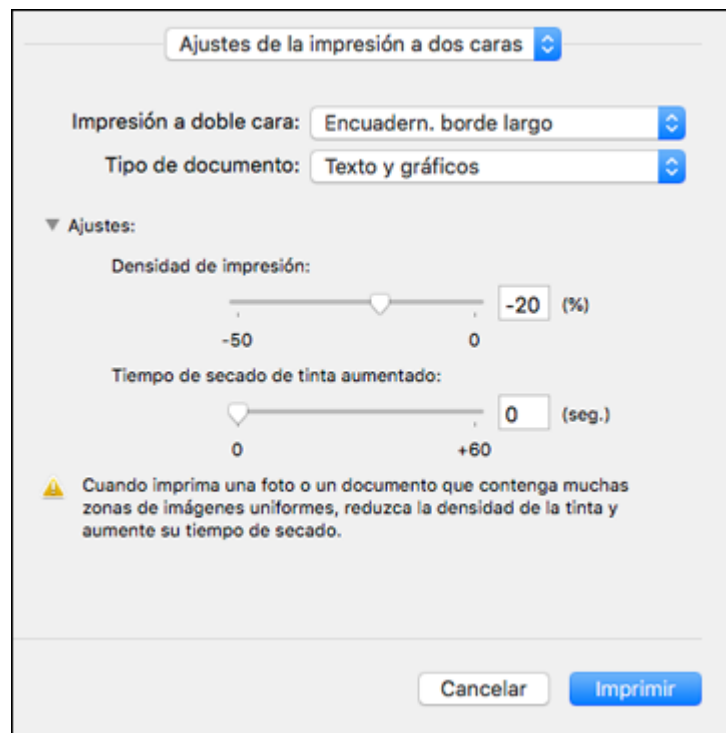 Ajustes de la impresión a dos caras
Impresión a doble cara: Encuadern. borde largo
Tipo de documento: Texto y gráficos
Ajustes:
Densidad de impresión:
-20 (%)
-50 0
Tiempo de secado de tinta aumentado:
0 (seg.)
0 +60
Cuando imprima una foto o un documento que contenga muchas
zonas de imágenes uniformes, reduzca la densidad de la tinta y
aumente su tiempo de secado.
Cancelar Imprimir